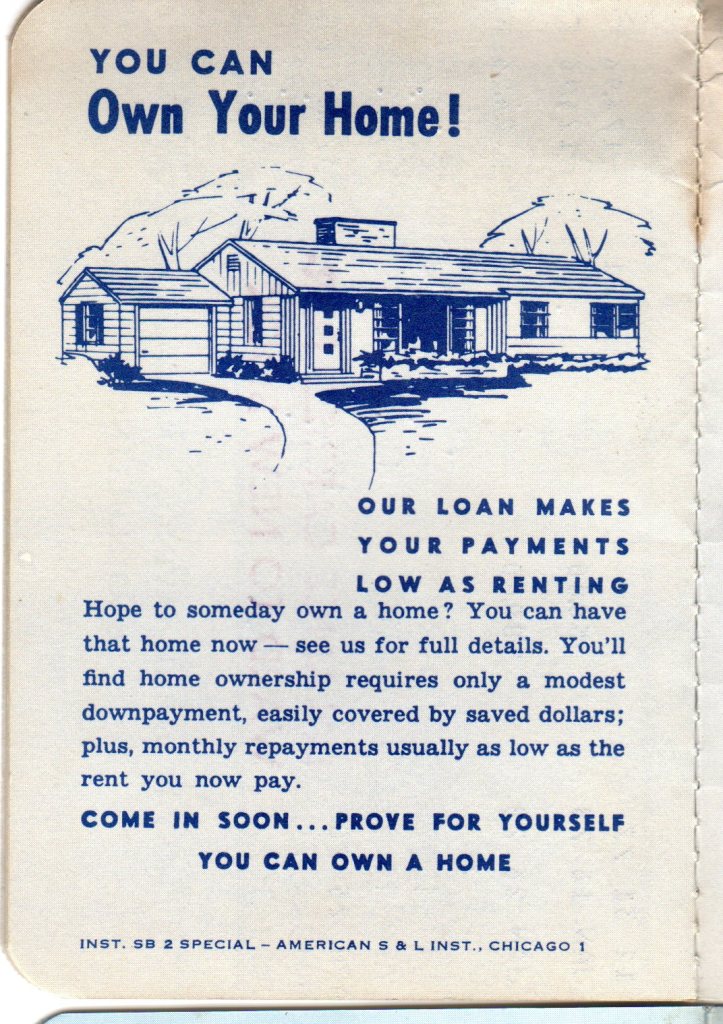 YOU CAN
Own Your Home!
OUR LOAN MAKES
YOUR PAYMENTS
LOW AS RENTING
Hope to someday own a home? You can have
that home now — see us for full details. You'll
find home ownership requires only a modest
downpayment, easily covered by saved dollars;
plus, monthly repayments usually as low as the
rent you now pay.
COME IN SOON...PROVE FOR YOURSELF
YOU CAN OWN A HOME
INST. SB 2 SPECIAL – AMERICAN S & L INST., CHICAGO 1